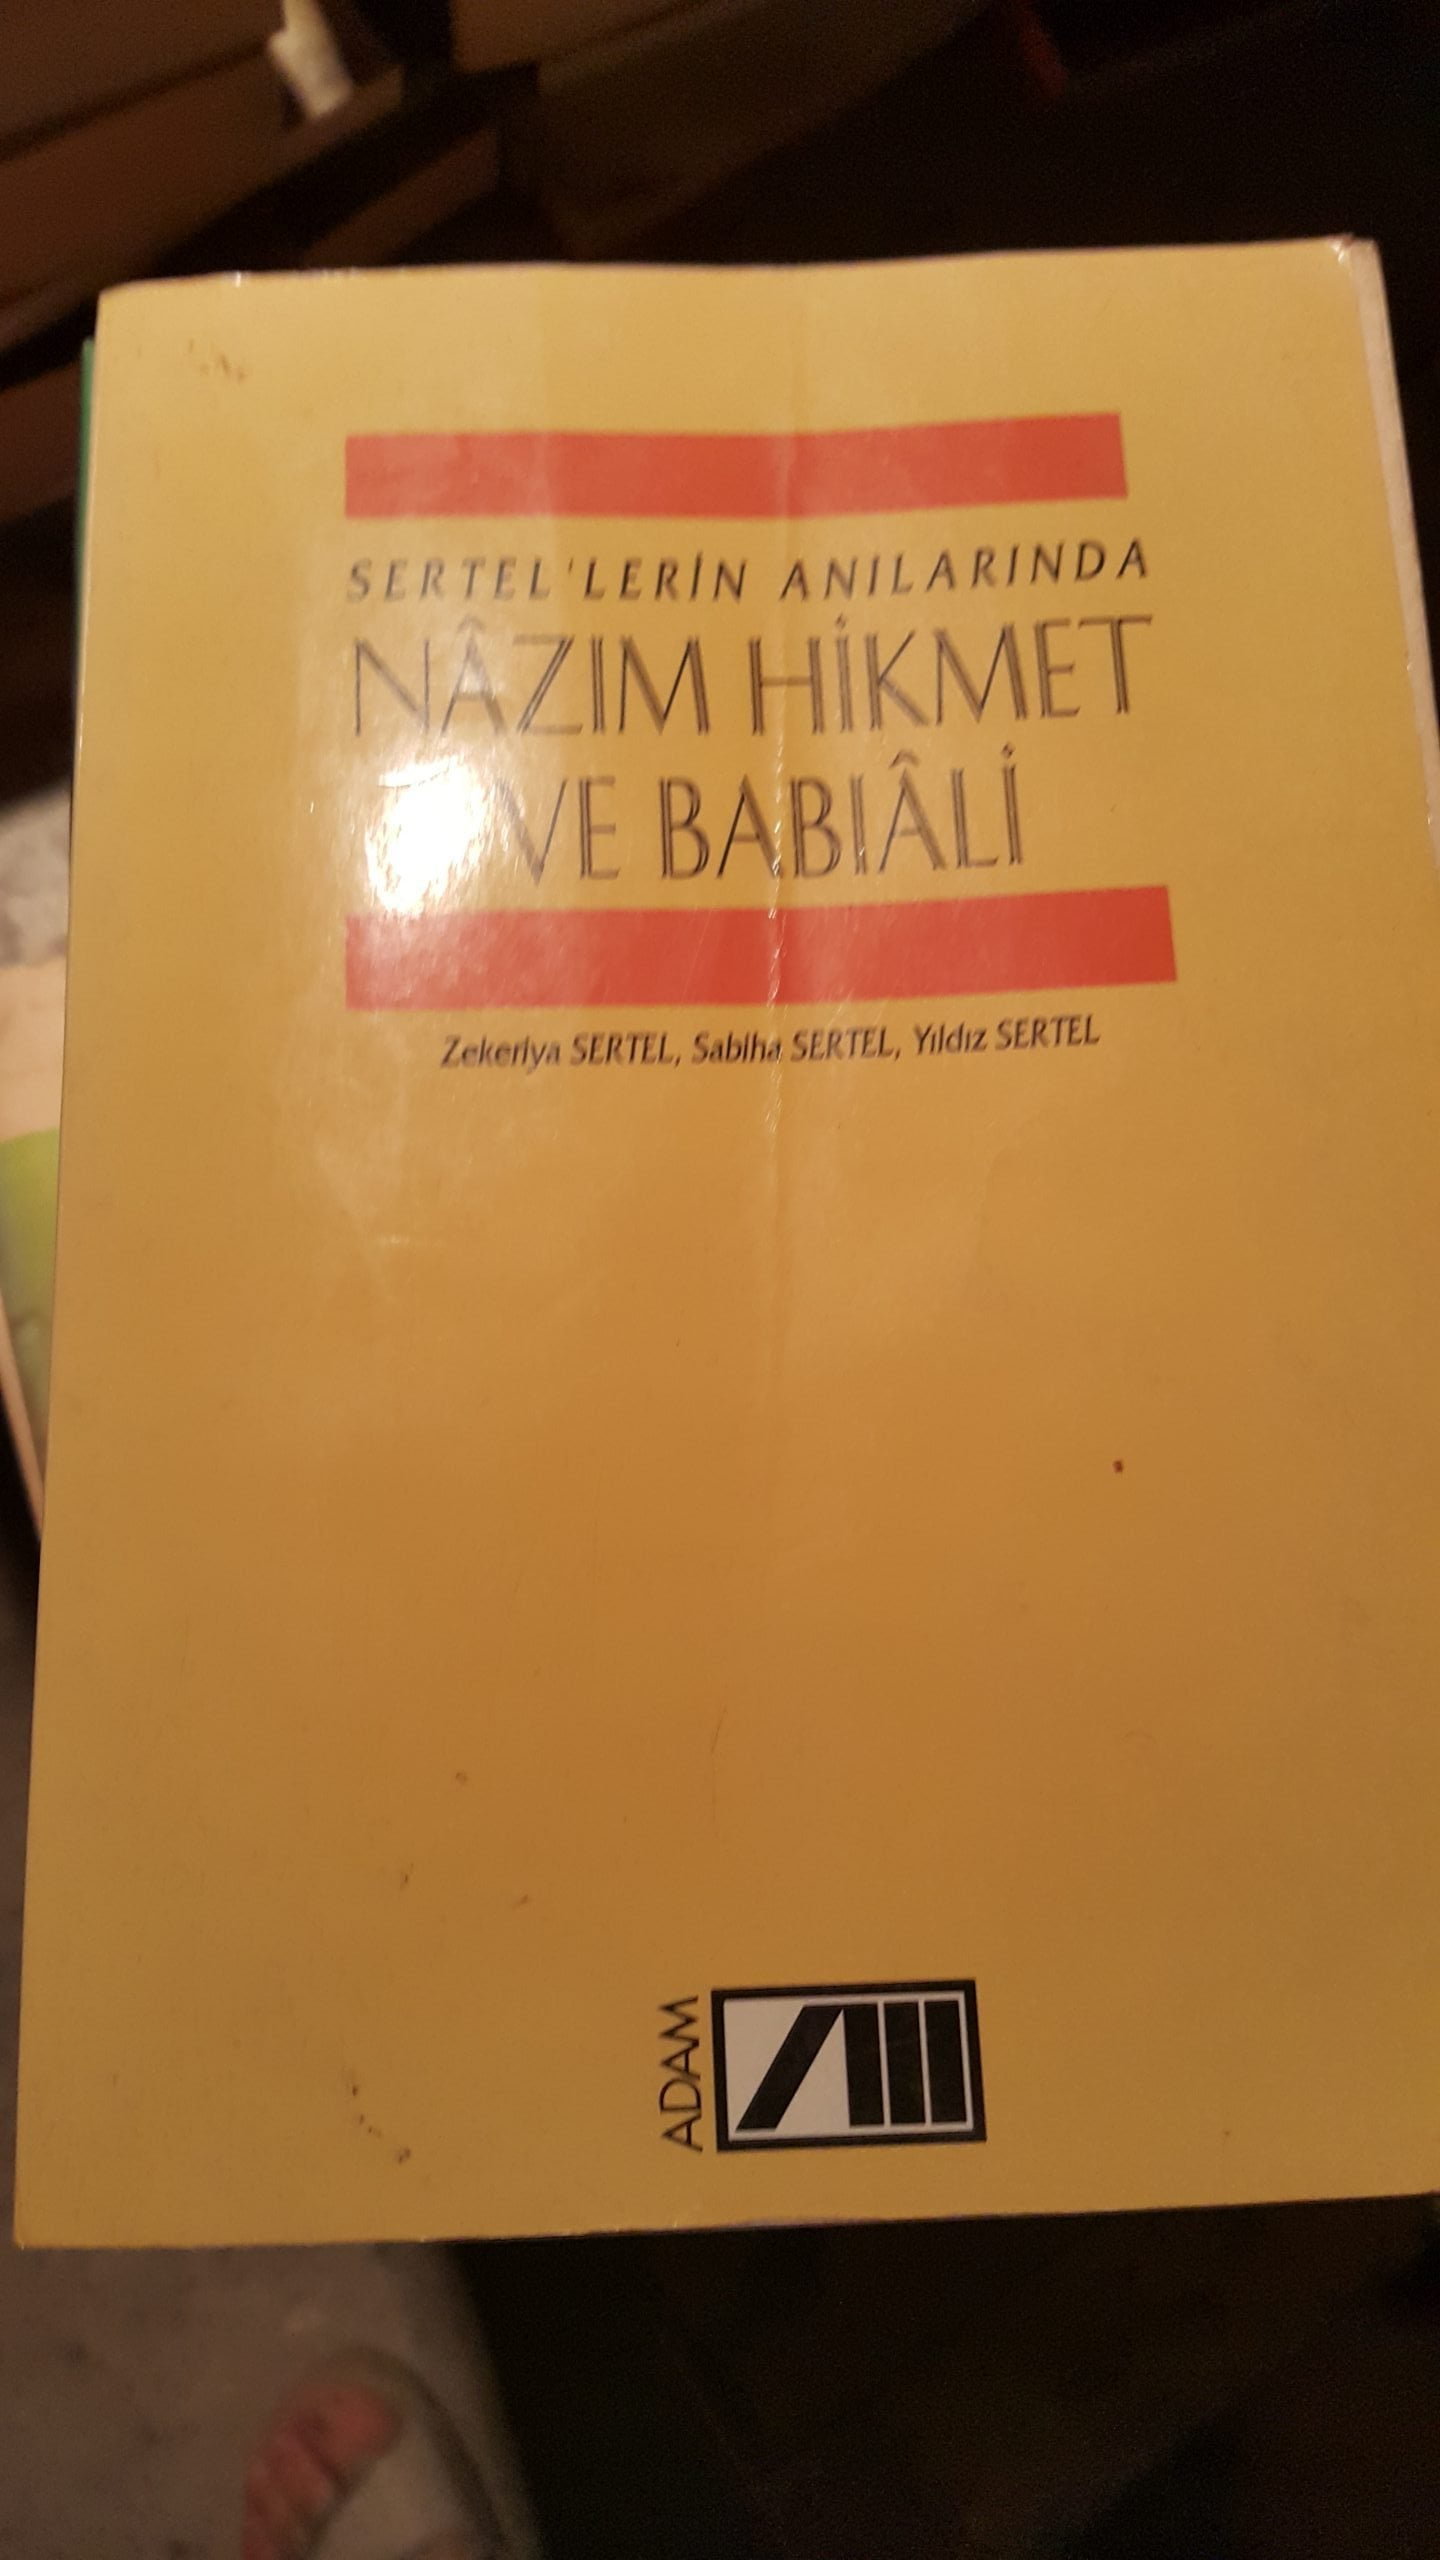 SERTEL'LERİN ANILARINDA
NÂZIM HİKMET
VE BABIÂLİ
Zekeriya SERTEL, Sabiha SERTEL, Yıldız SERTEL
ADAM